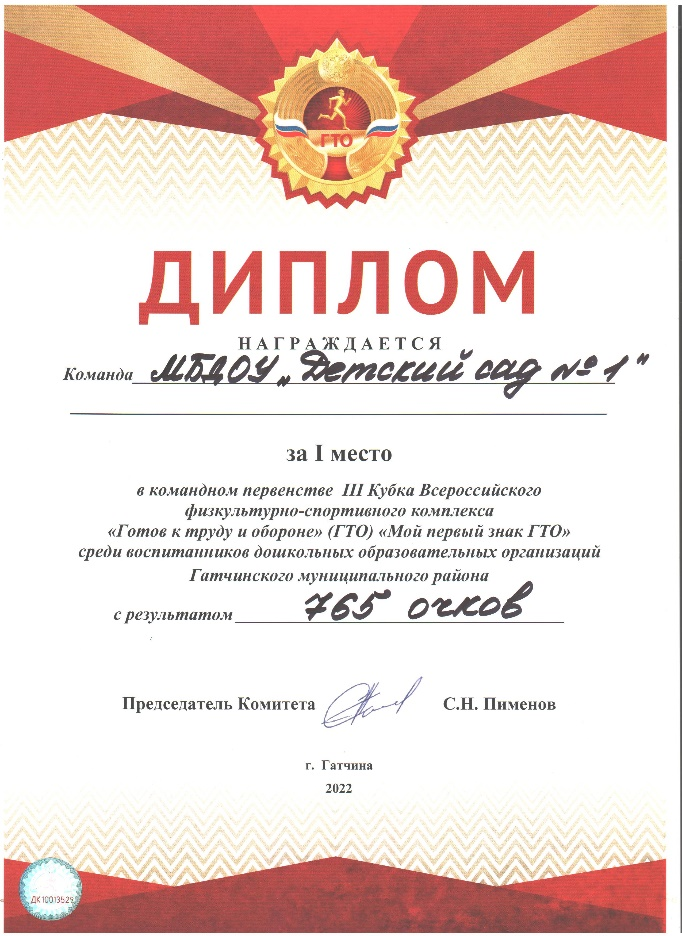 ГТО
ДИПЛОМ
НАГРАЖДАЕТСЯ
Команда МБДОУ „Детский сад № 1"
за I место
в командном первенстве III Кубка Всероссийского
физкультурно-спортивного комплекса
«Готов к труду и обороне» (ГТО) «Мой первый знак ГТО»
среди воспитанников дошкольных образовательных организаций
Гатчинского муниципального района
с результатом 765 очков
Председатель Комитета С.Н. Пименов
г. Гатчина
2022